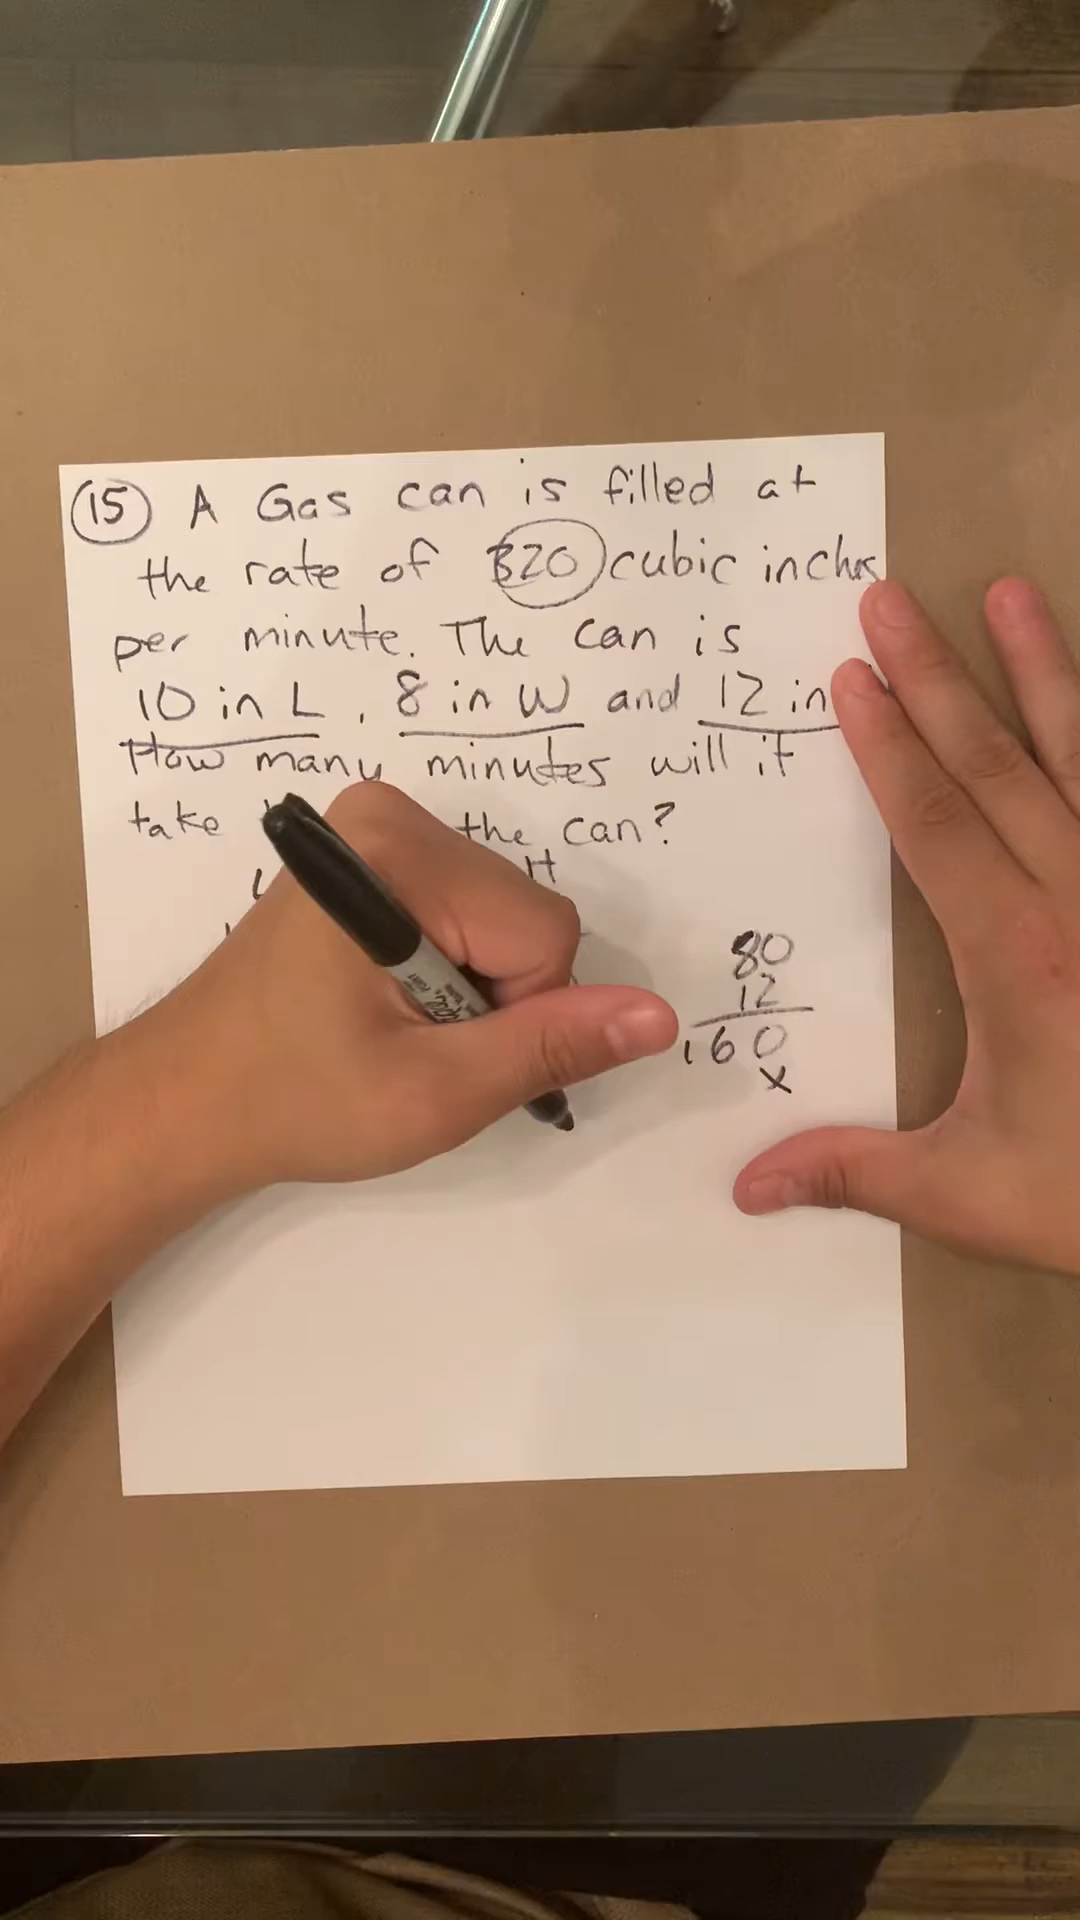 15 A Gas can is filled at
the rate of 320 cubic inches
per minute. The can is
10 in L, 8 in W and 12 in
How many minutes will it
take the can?
L H
80
12
160
x